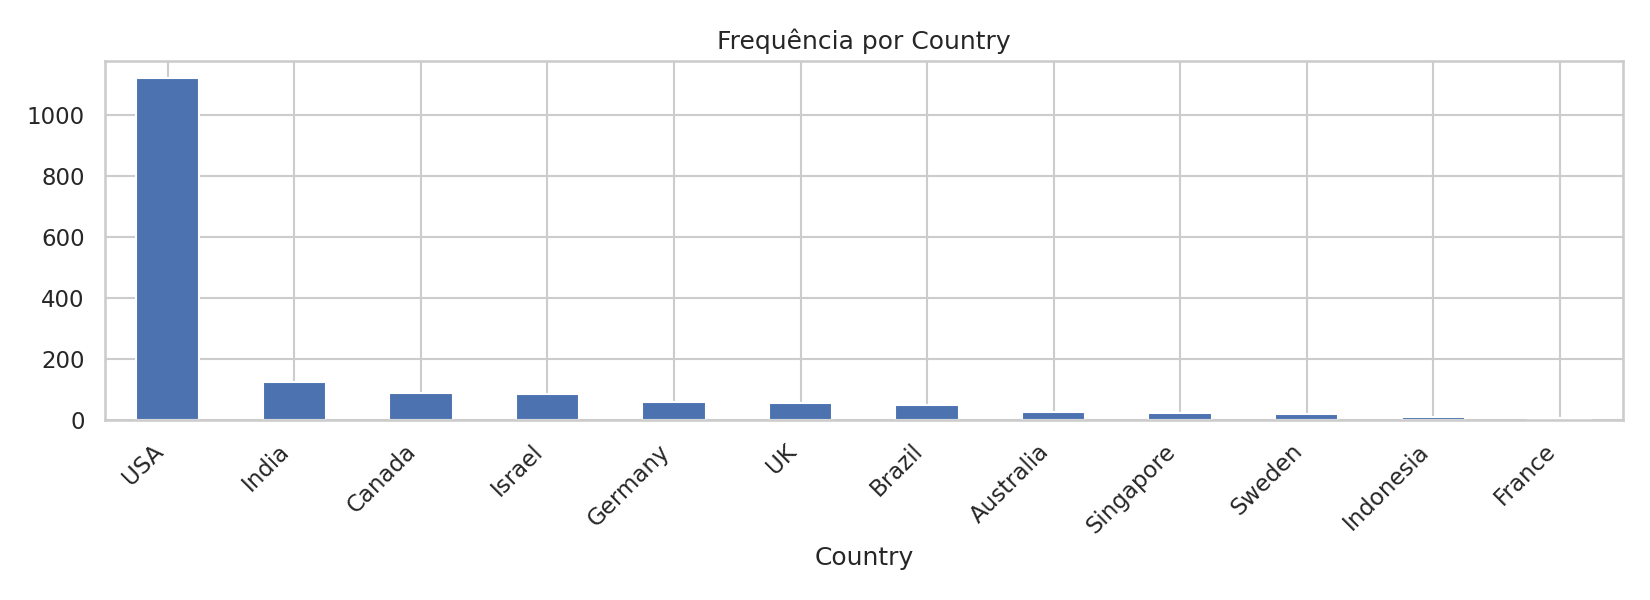 Frequência por Country
1000
800
600
400
200
0
USA
India
Canada
Israel
Germany
UK
Brazil
Australia
Singapore
Sweden
Indonesia
France
Country